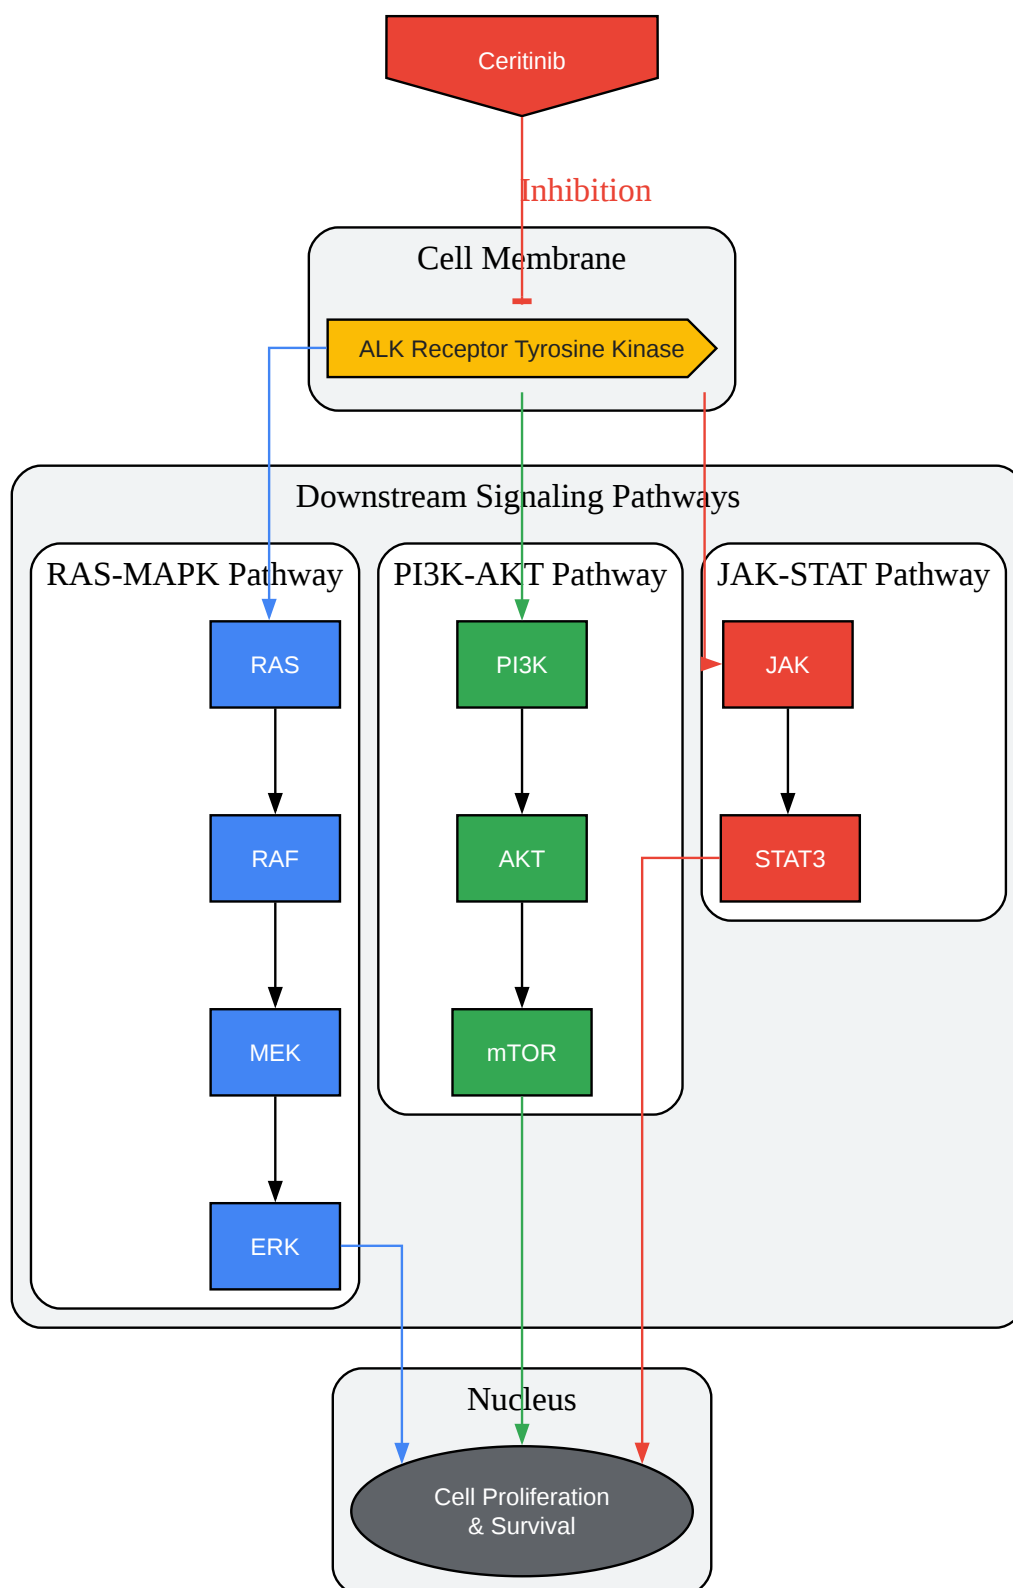 Ceritinib
Inhibition
Cell Membrane
ALK Receptor Tyrosine Kinase
Downstream Signaling Pathways
RAS-MAPK Pathway
RAS
RAF
MEK
ERK
PI3K-AKT Pathway
PI3K
AKT
mTOR
JAK-STAT Pathway
JAK
STAT3
Nucleus
Cell Proliferation
& Survival